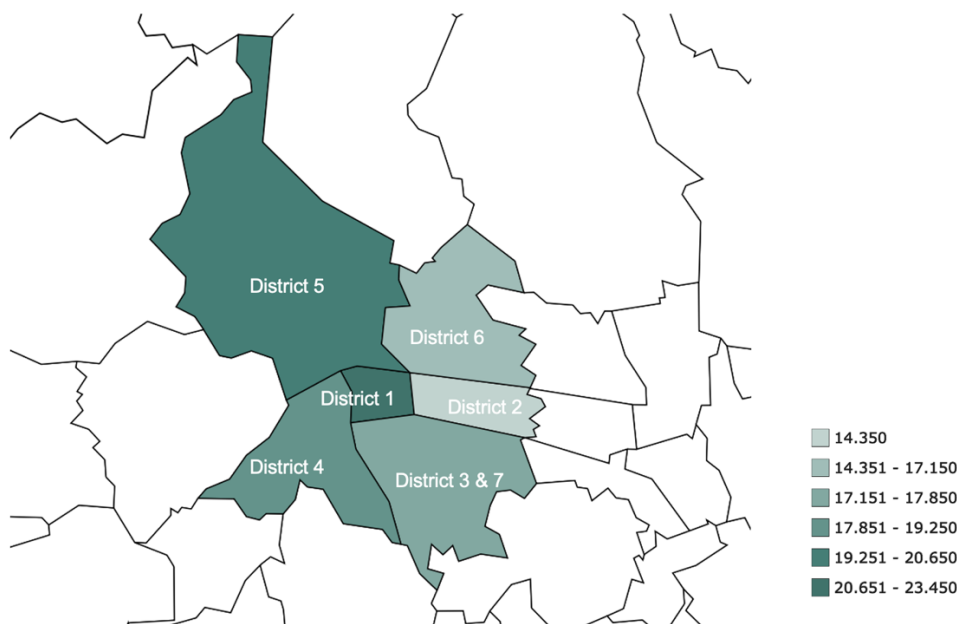 District 5
District 6
District 1
District 2
District 4
District 3 & 7
14.350
14.351 - 17.150
17.151 - 17.850
17.851 - 19.250
19.251 - 20.650
20.651 - 23.450